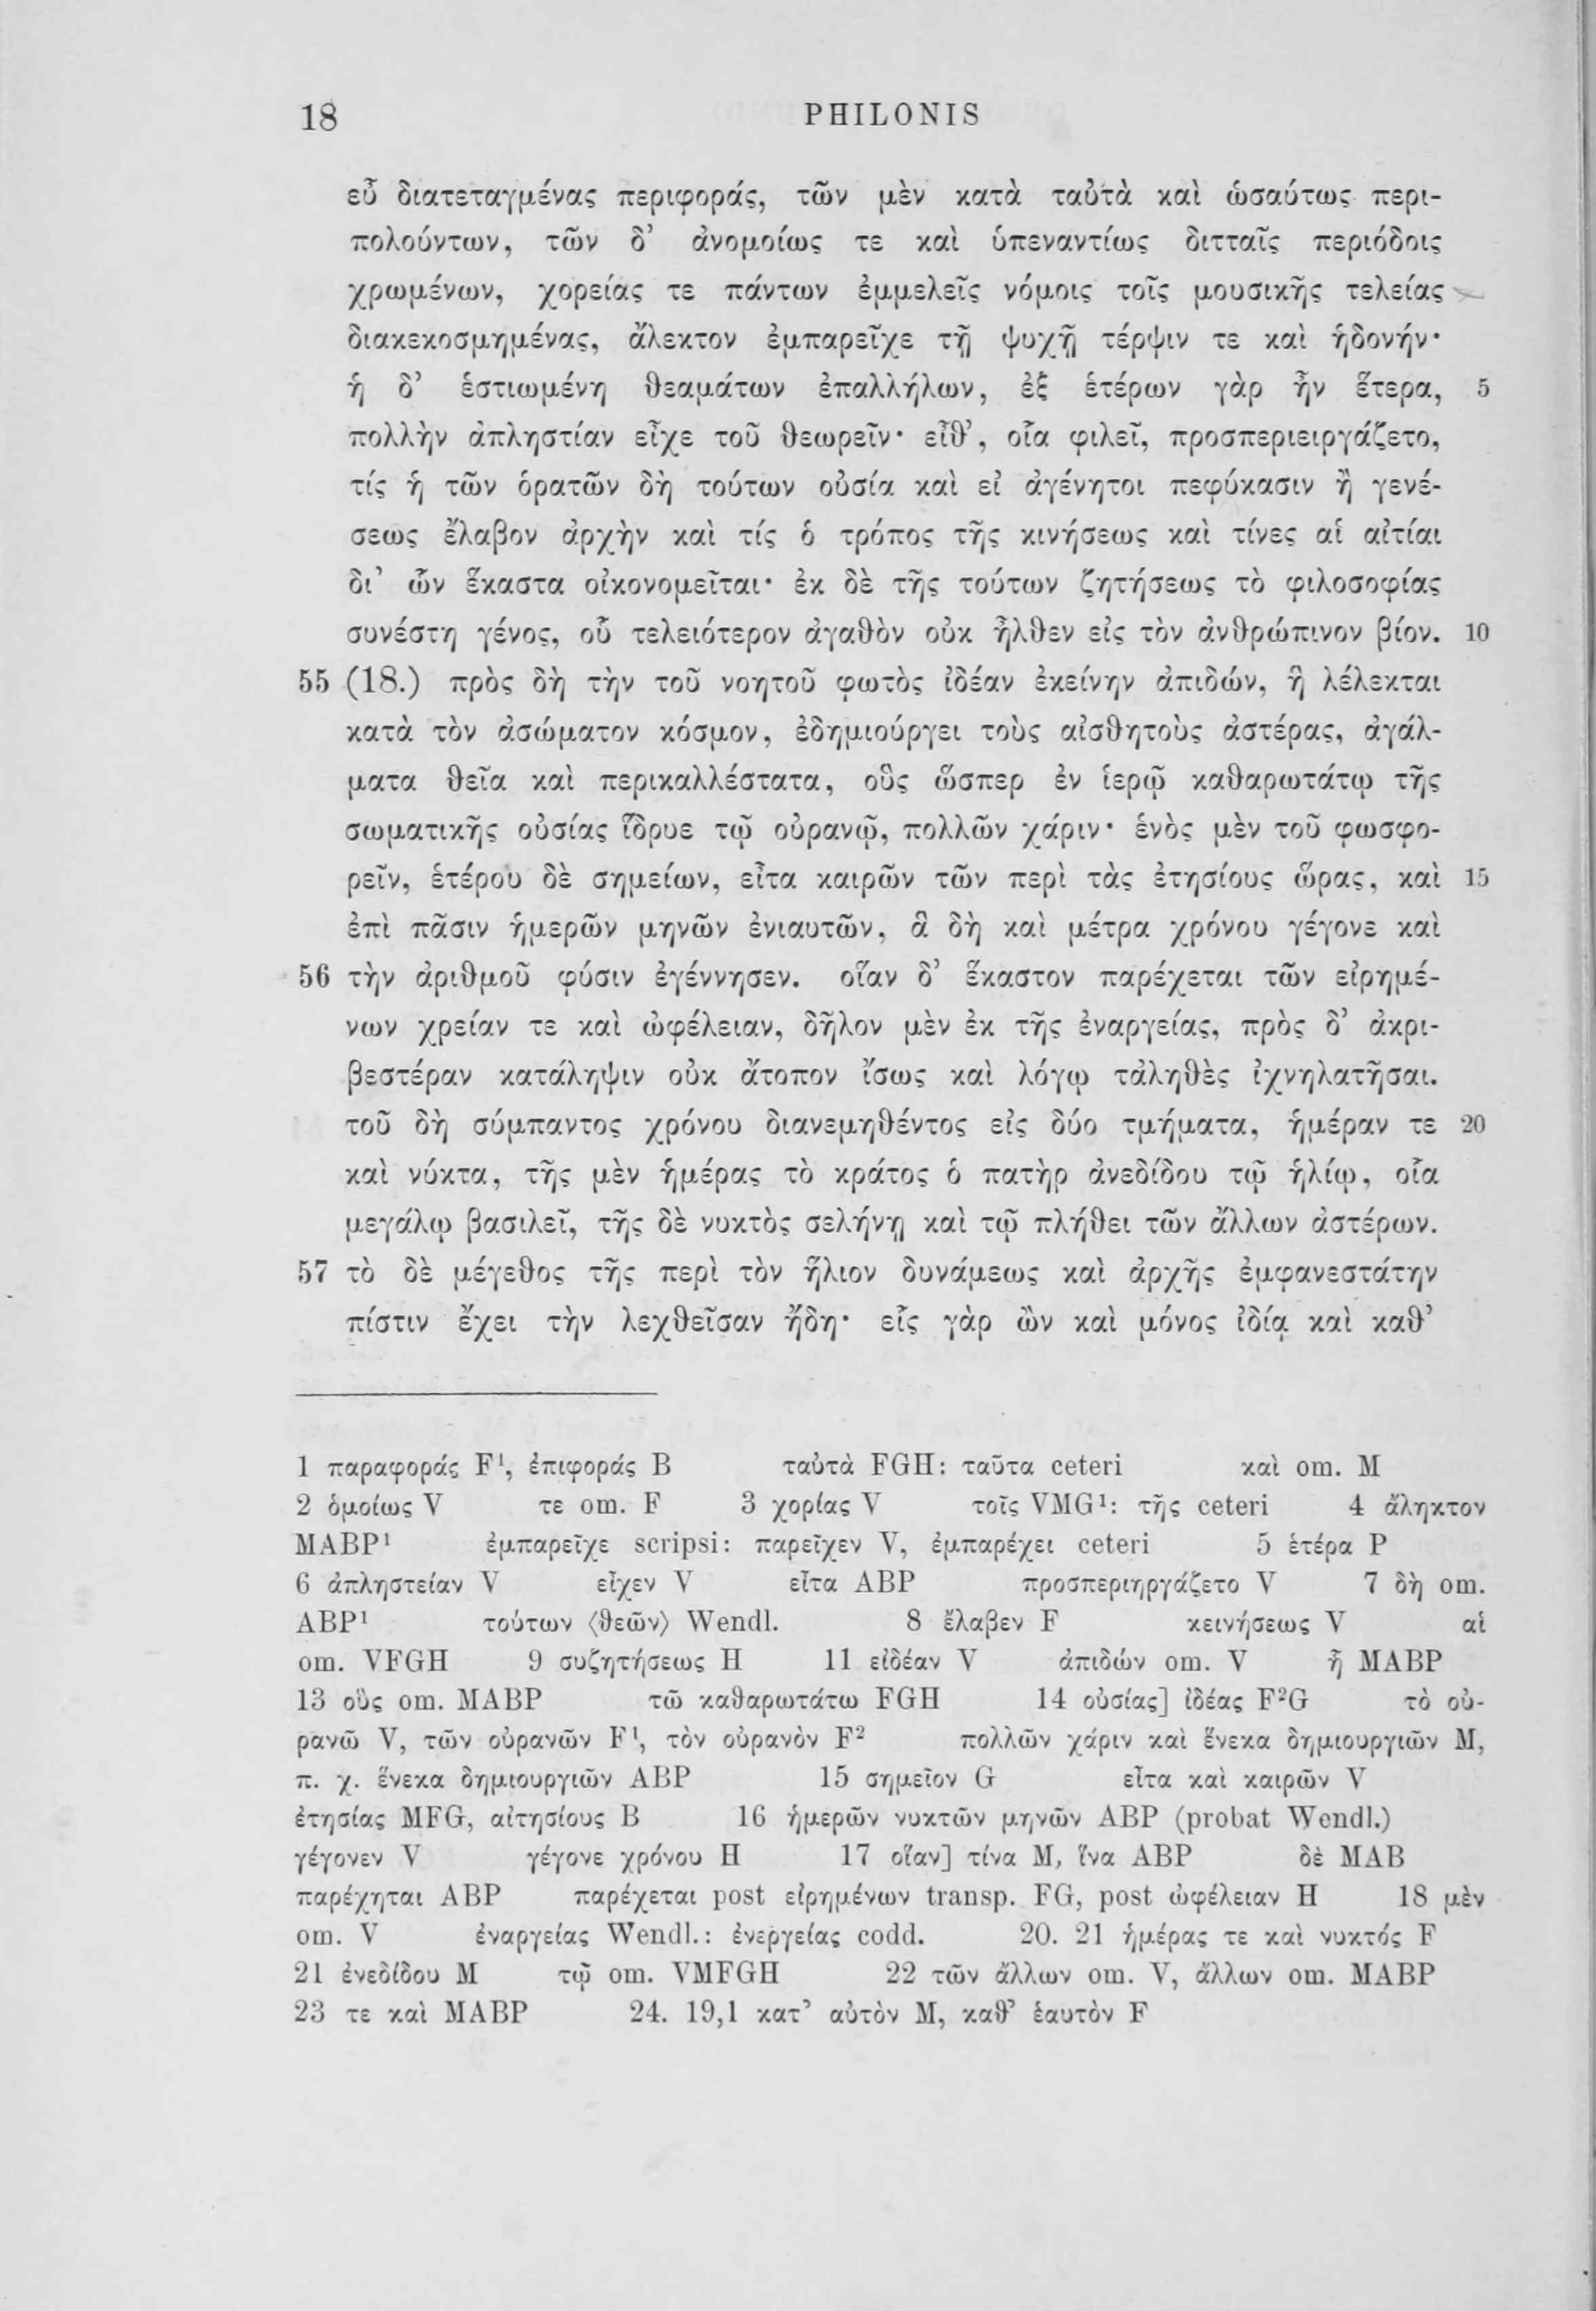 18 PHILONIS
εὖ διατεταγμένας περιφοράς, τῶν μὲν κατὰ ταὐτὰ καὶ ὡσαύτως περι-
πολούντων, τῶν δ’ ἀνομοίως τε καὶ ὑπεναντίως διτταῖς περιόδοις
χρωμένων, χορείας τε πάντων ἐμμελεῖς νόμοις τοῖς μουσικῆς τελείας
διακεκοσμημένας, ἄλεκτον ἐμπαρεῖχε τῇ ψυχῇ τέρψιν τε καὶ ἡδονήν·
ἡ δ’ ἑστιωμένη θεαμάτων ἐπαλλήλων, ἐξ ἑτέρων γὰρ ἦν ἕτερα, 5
πολλὴν ἀπληστίαν εἶχε τοῦ θεωρεῖν· εἶθ’, οἷα φιλεῖ, προσπεριειργάζετο,
τίς ἡ τῶν ὁρατῶν δὴ τούτων οὐσία καὶ εἰ ἀγένητοι πεφύκασιν ἢ γενέ-
σεως ἔλαβον ἀρχὴν καὶ τίς ὁ τρόπος τῆς κινήσεως καὶ τίνες αἱ αἰτίαι
δι’ ὧν ἕκαστα οἰκονομεῖται· ἐκ δὲ τῆς τούτων ζητήσεως τὸ φιλοσοφίας
συνέστη γένος, οὗ τελειότερον ἀγαθὸν οὐκ ἦλθεν εἰς τὸν ἀνθρώπινον βίον. 10
55 (18.) πρὸς δὴ τὴν τοῦ νοητοῦ φωτὸς ἰδέαν ἐκείνην ἀπιδών, ἣ λέλεκται
κατὰ τὸν ἀσώματον κόσμον, ἐδημιούργει τοὺς αἰσθητοὺς ἀστέρας, ἀγάλ-
ματα θεῖα καὶ περικαλλέστατα, οὓς ὥσπερ ἐν ἱερῷ καθαρωτάτῳ τῆς
σωματικῆς οὐσίας ἵδρυε τῷ οὐρανῷ, πολλῶν χάριν· ἑνὸς μὲν τοῦ φωσφο-
ρεῖν, ἑτέρου δὲ σημείων, εἶτα καιρῶν τῶν περὶ τὰς ἐτησίους ὥρας, καὶ 15
ἐπὶ πᾶσιν ἡμερῶν μηνῶν ἐνιαυτῶν, ἃ δὴ καὶ μέτρα χρόνου γέγονε καὶ
56 τὴν ἀριθμοῦ φύσιν ἐγέννησεν. οἵαν δ’ ἕκαστον παρέχεται τῶν εἰρημέ-
νων χρείαν τε καὶ ὠφέλειαν, δῆλον μὲν ἐκ τῆς ἐναργείας, πρὸς δ’ ἀκρι-
βεστέραν κατάληψιν οὐκ ἄτοπον ἴσως καὶ λόγῳ τἀληθὲς ἰχνηλατῆσαι.
τοῦ δὴ σύμπαντος χρόνου διανεμηθέντος εἰς δύο τμήματα, ἡμέραν τε 20
καὶ νύκτα, τῆς μὲν ἡμέρας τὸ κράτος ὁ πατὴρ ἀνεδίδου τῷ ἡλίῳ, οἷα
μεγάλῳ βασιλεῖ, τῆς δὲ νυκτὸς σελήνῃ καὶ τῷ πλήθει τῶν ἄλλων ἀστέρων.
57 τὸ δὲ μέγεθος τῆς περὶ τὸν ἥλιον δυνάμεως καὶ ἀρχῆς ἐμφανεστάτην
πίστιν ἔχει τὴν λεχθεῖσαν ἤδη· εἷς γὰρ ὢν καὶ μόνος ἰδίᾳ καὶ καθ’
1 παραφοράς F¹, ἐπιφοράς B ταὐτὰ FGH: ταῦτα ceteri καὶ om. M
2 ὁμοίως V τε om. F 3 χορίας V τοῖς VMG¹: τῆς ceteri 4 ἄληκτον
MABP¹ ἐμπαρεῖχε scripsi: παρεῖχεν V, ἐμπαρέχει ceteri 5 ἑτέρα P
6 ἀπληστείαν V εἶχεν V εἶτα ABP προσπεριηργάζετο V 7 δὴ om.
ABP¹ τούτων ⟨θεῶν⟩ Wendl. 8 ἔλαβεν F κεινήσεως V αἱ
om. VFGH 9 συζητήσεως H 11 εἰδέαν V ἀπιδών om. V ᾗ MABP
13 οὓς om. MABP τῶ καθαρωτάτω FGH 14 οὐσίας] ἰδέας F²G τὸ οὐ-
ρανῶ V, τῶν οὐρανῶν F¹, τὸν οὐρανὸν F² πολλῶν χάριν καὶ ἕνεκα δημιουργιῶν M,
π. χ. ἕνεκα δημιουργιῶν ABP 15 σημεῖον G εἶτα καὶ καιρῶν V
ἐτησίας MFG, αἰτησίους B 16 ἡμερῶν νυκτῶν μηνῶν ABP (probat Wendl.)
γέγονεν V γέγονε χρόνου H 17 οἵαν] τίνα M, ἵνα ABP δὲ MAB
παρέχηται ABP παρέχεται post εἰρημένων transp. FG, post ὠφέλειαν H 18 μὲν
om. V ἐναργείας Wendl.: ἐνεργείας codd. 20. 21 ἡμέρας τε καὶ νυκτός F
21 ἐνεδίδου M τῷ om. VMFGH 22 τῶν ἄλλων om. V, ἄλλων om. MABP
23 τε καὶ MABP 24. 19,1 κατ’ αὐτὸν M, καθ’ ἑαυτὸν F